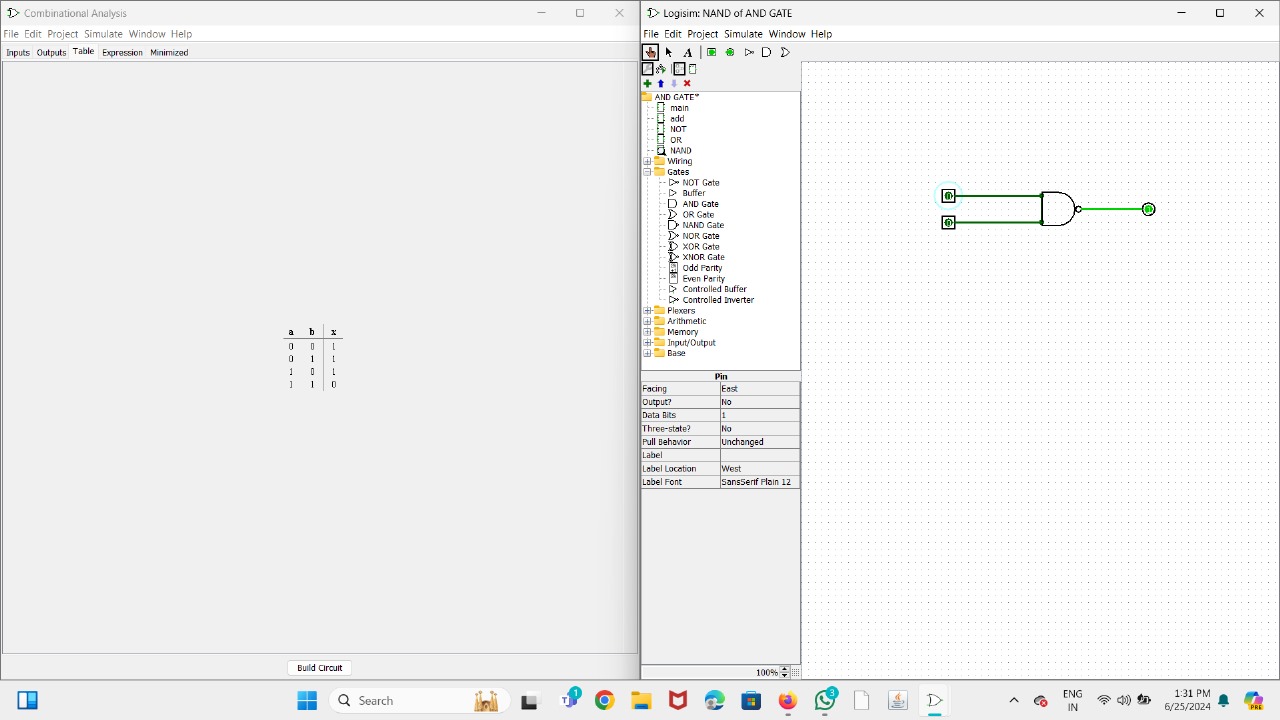 Combinational Analysis
File Edit Project Simulate Window Help
Inputs Outputs Table Expression Minimized
a b x
0 0 1
0 1 1
1 0 1
1 1 0
Build Circuit
Logisim: NAND of AND GATE
File Edit Project Simulate Window Help
A
AND GATE*
main
add
NOT
OR
NAND
Wiring
Gates
NOT Gate
Buffer
AND Gate
OR Gate
NAND Gate
NOR Gate
XOR Gate
XNOR Gate
Odd Parity
Even Parity
Controlled Buffer
Controlled Inverter
Plexers
Arithmetic
Memory
Input/Output
Base
Pin
Facing East
Output? No
Data Bits 1
Three-state? No
Pull Behavior Unchanged
Label
Label Location West
Label Font SansSerif Plain 12
100%
Search
1
3
ENG
IN
1:31 PM
6/25/2024
PRE